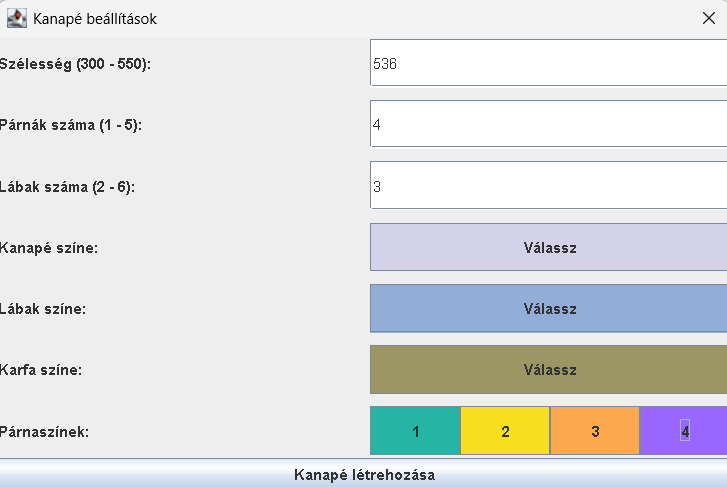 Kanapé beállítások
Szélesség (300 - 550): 536
Párnák száma (1 - 5): 4
Lábak száma (2 - 6): 3
Kanapé színe: Válassz
Lábak színe: Válassz
Karfa színe: Válassz
Párnaszínek: 1 2 3 4
Kanapé létrehozása